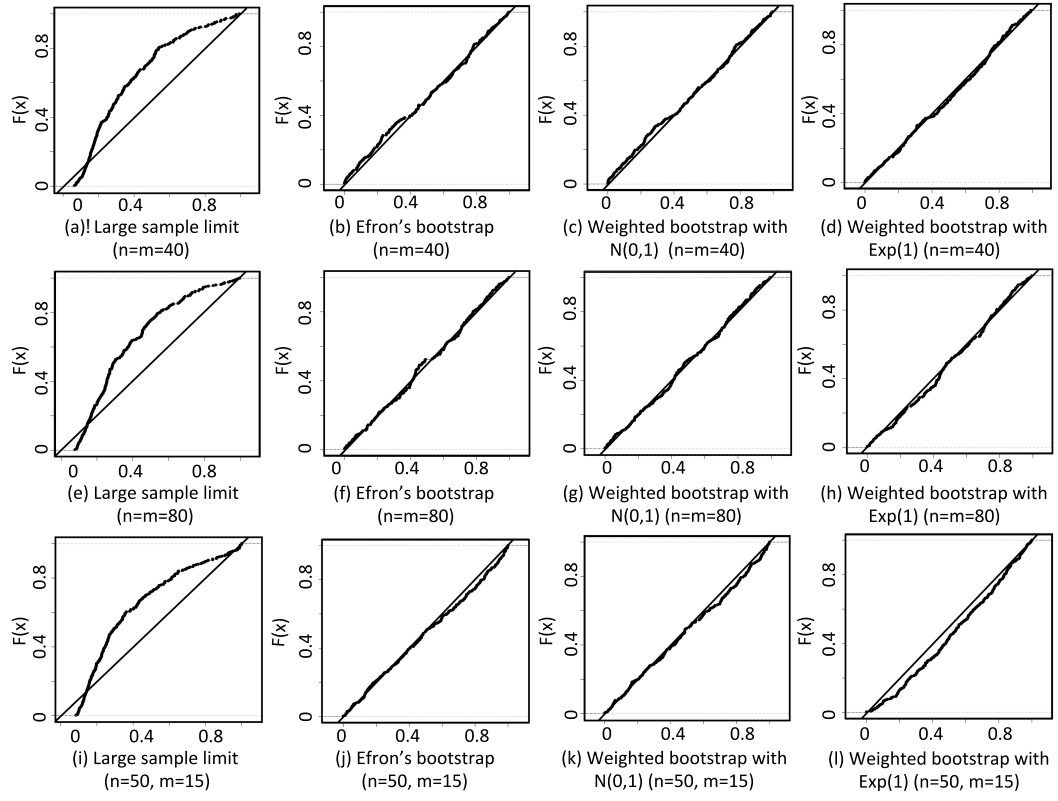 F(x)
0.8
0.4
0
0 0.4 0.8
(a)! Large sample limit
(n=m=40)
F(x)
0.8
0.4
0
0 0.4 0.8
(b) Efron’s bootstrap
(n=m=40)
F(x)
0.8
0.4
0
0 0.4 0.8
(c) Weighted bootstrap with
N(0,1) (n=m=40)
F(x)
0.8
0.4
0
0 0.4 0.8
(d) Weighted bootstrap with
Exp(1) (n=m=40)
F(x)
0.8
0.4
0
0 0.4 0.8
(e) Large sample limit
(n=m=80)
F(x)
0.8
0.4
0
0 0.4 0.8
(f) Efron’s bootstrap
(n=m=80)
F(x)
0.8
0.4
0
0 0.4 0.8
(g) Weighted bootstrap with
N(0,1) (n=m=80)
F(x)
0.8
0.4
0
0 0.4 0.8
(h) Weighted bootstrap with
Exp(1) (n=m=80)
F(x)
0.8
0.4
0
0 0.4 0.8
(i) Large sample limit
(n=50, m=15)
F(x)
0.8
0.4
0
0 0.4 0.8
(j) Efron’s bootstrap
(n=50, m=15)
F(x)
0.8
0.4
0
0 0.4 0.8
(k) Weighted bootstrap with
N(0,1) (n=50, m=15)
F(x)
0.8
0.4
0
0 0.4 0.8
(l) Weighted bootstrap with
Exp(1) (n=50, m=15)